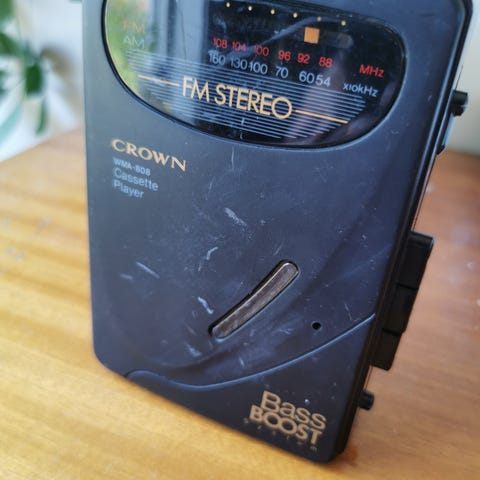 FM
AM
108 104 100 96 92 88 MHz
160 130 100 70 60 54 x10kHz
FM STEREO
CROWN
WMA-808
Cassette
Player
Bass
BOOST
System